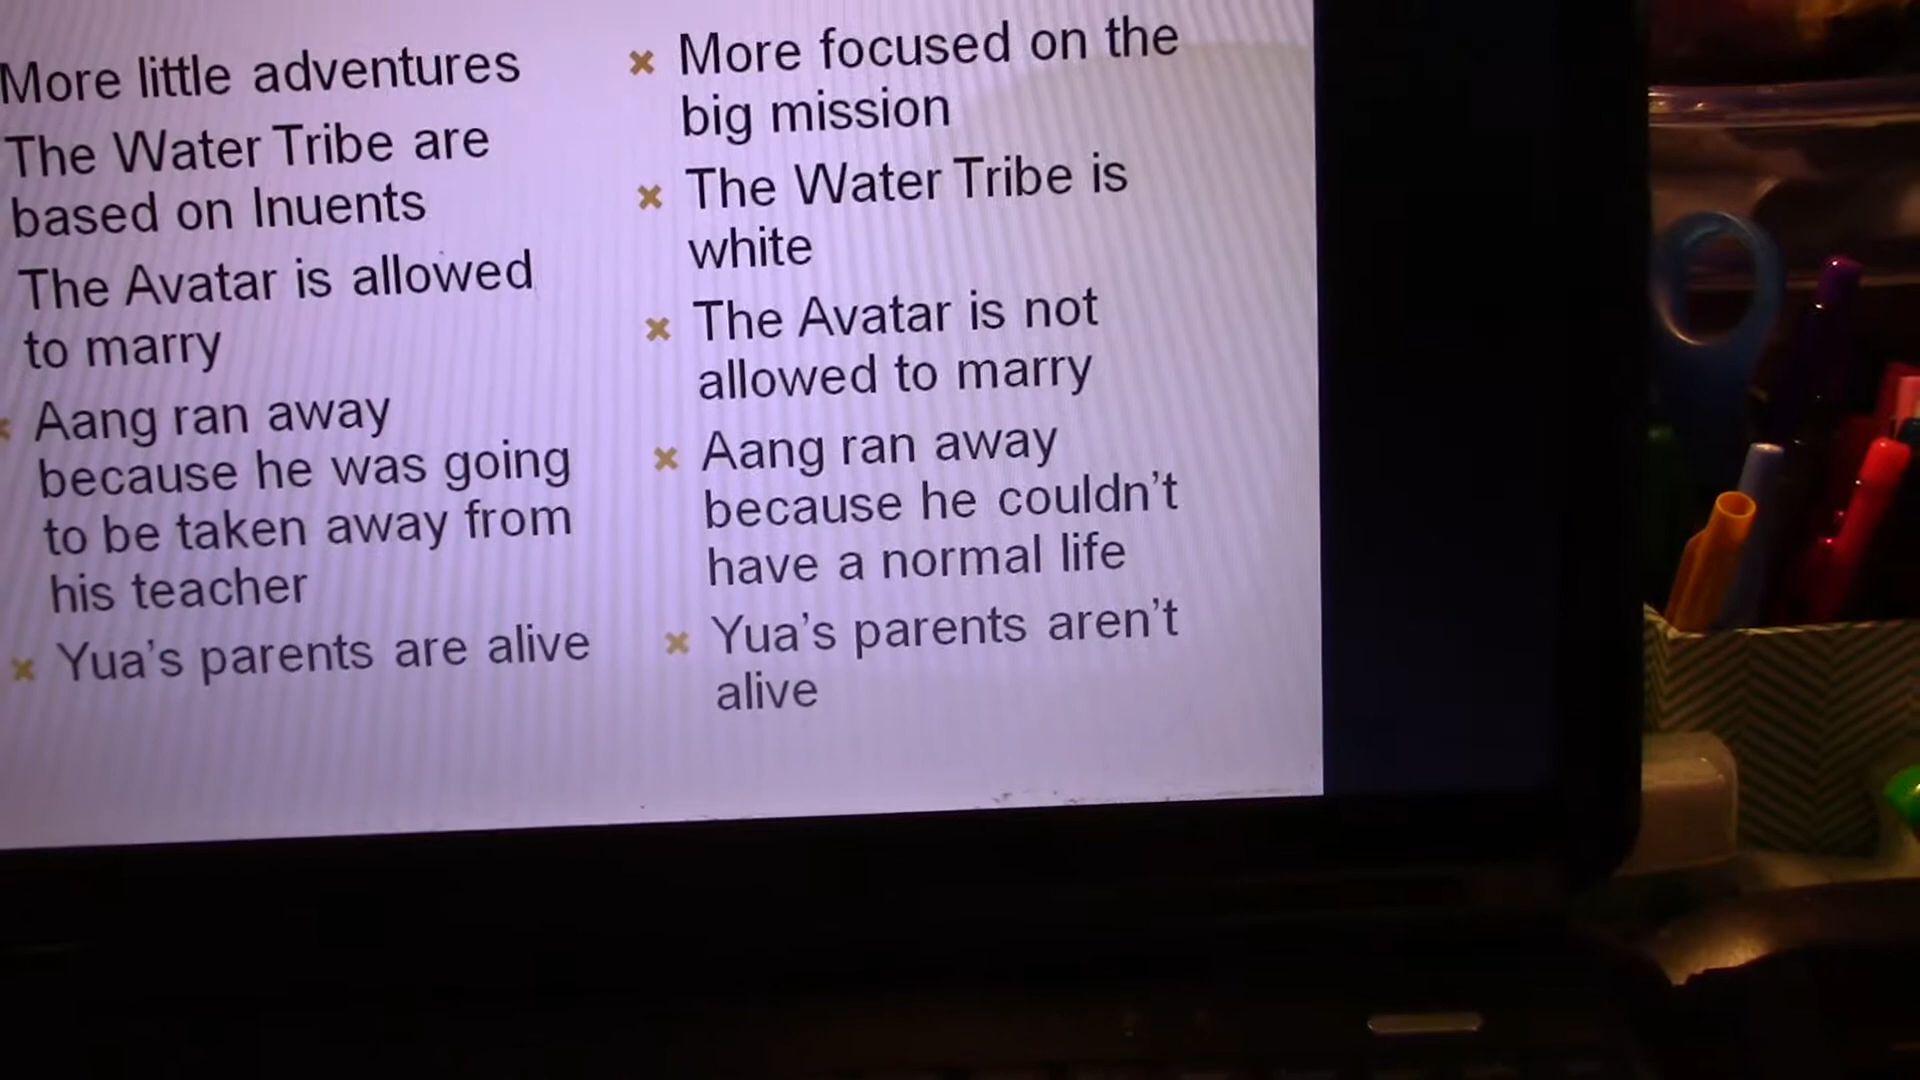 More little adventures
The Water Tribe are
based on Inuents
The Avatar is allowed
to marry
Aang ran away
because he was going
to be taken away from
his teacher
Yua's parents are alive
More focused on the
big mission
The Water Tribe is
white
The Avatar is not
allowed to marry
Aang ran away
because he couldn't
have a normal life
Yua's parents aren't
alive